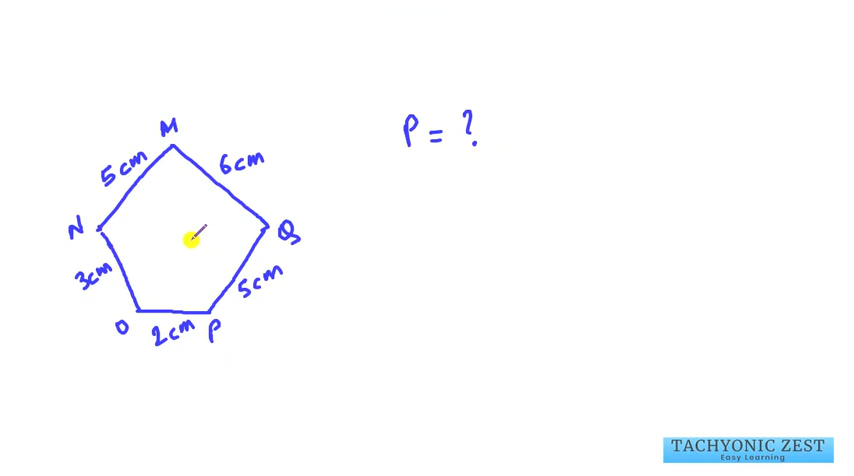 M
P = ?
5cm
6cm
N
Q
3cm
5cm
O
2cm
P
TACHYONIC ZEST
Easy Learning